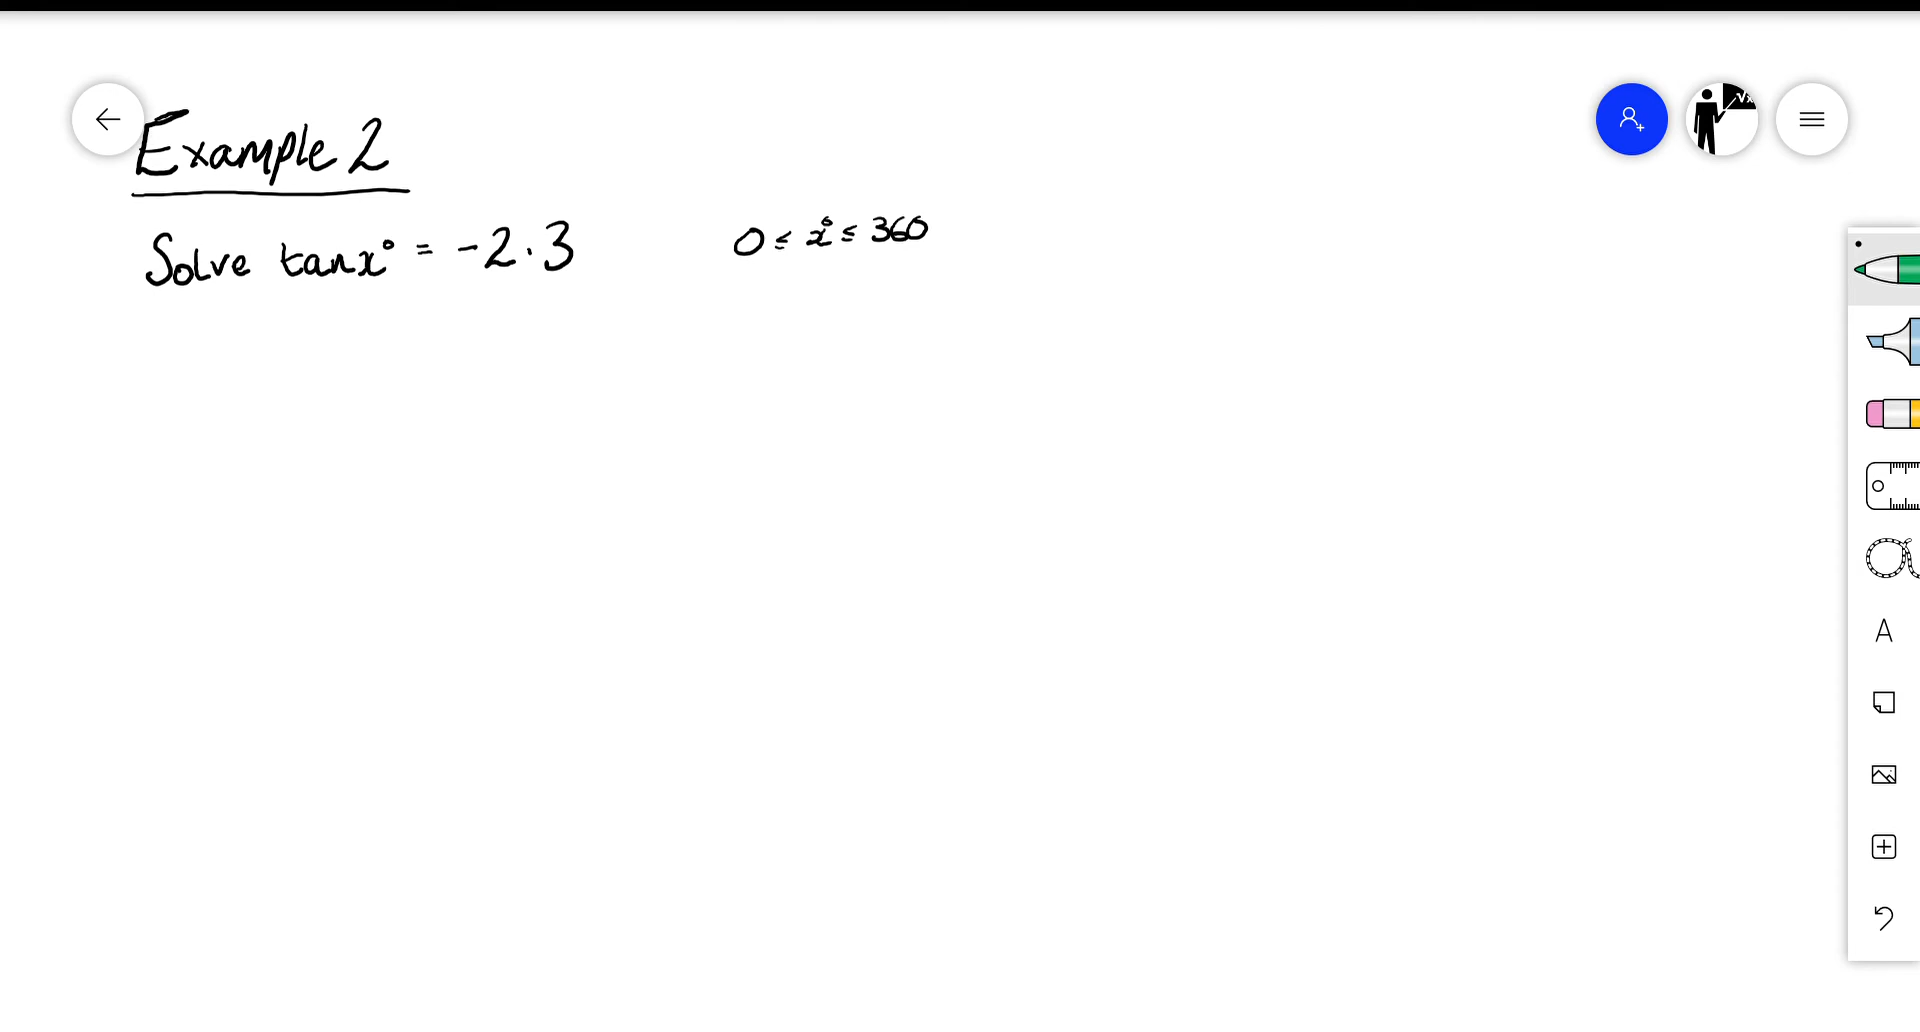 Example 2
Solve tanx° = -2.3 0 ≤ x° ≤ 360
√x
A